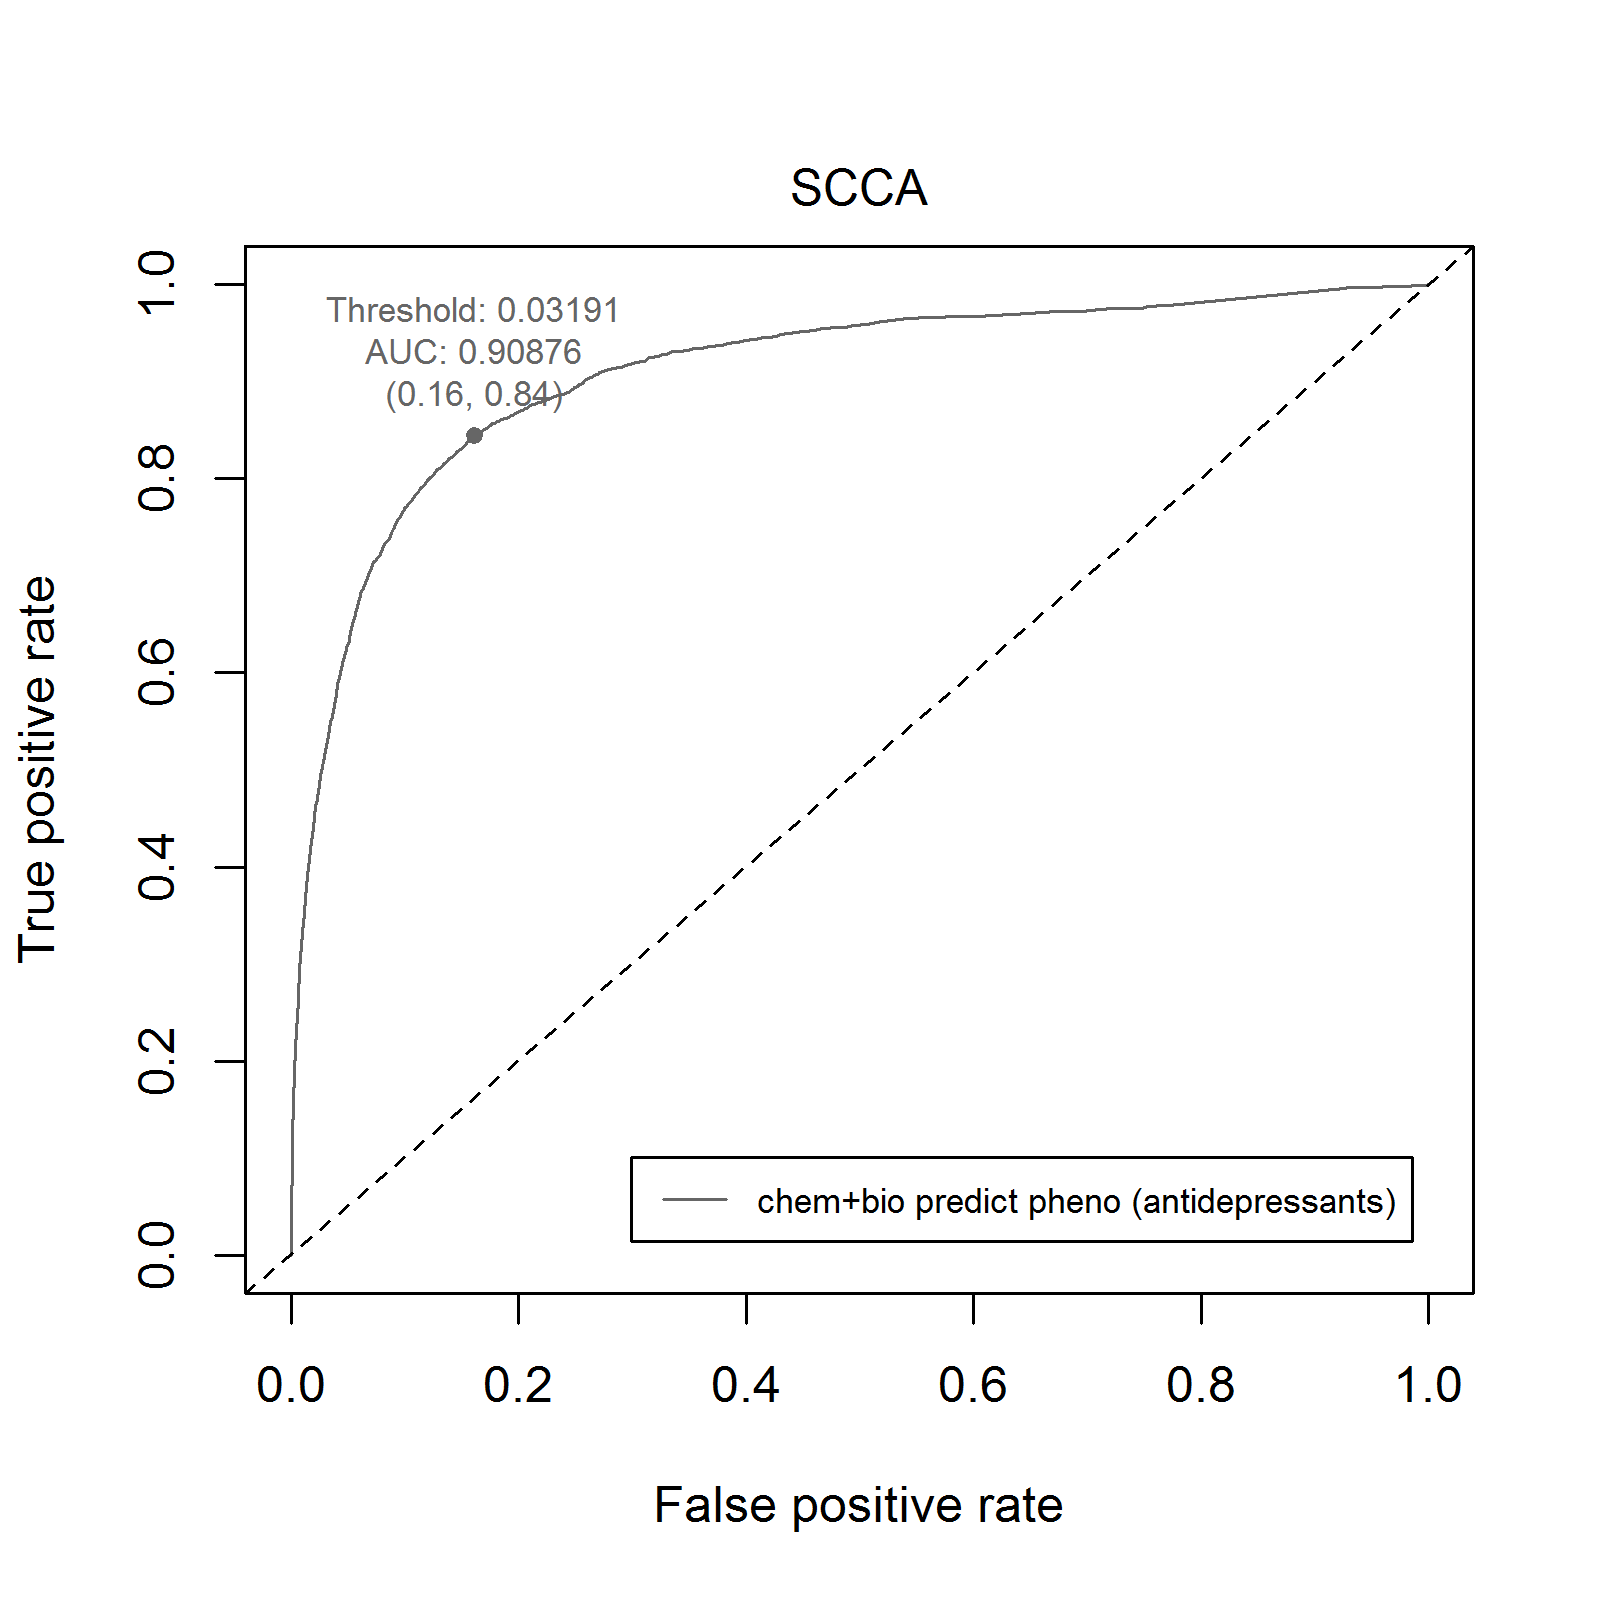 SCCA
Threshold: 0.03191
AUC: 0.90876
(0.16, 0.84)
True positive rate
1.0
0.8
0.6
0.4
0.2
0.0
chem+bio predict pheno (antidepressants)
0.0 0.2 0.4 0.6 0.8 1.0
False positive rate